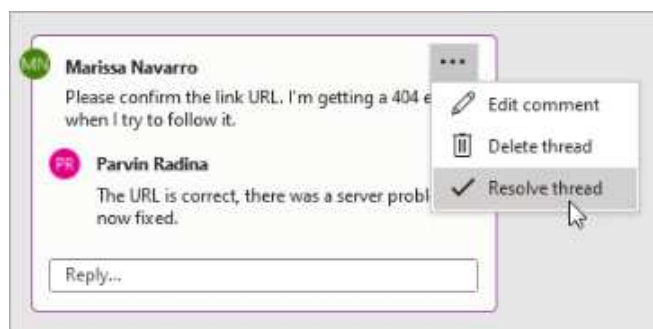 MN
Marissa Navarro
...
Please confirm the link URL. I'm getting a 404 e
when I try to follow it.
Edit comment
Delete thread
Resolve thread
PR
Parvin Radina
The URL is correct, there was a server probl
now fixed.
Reply...